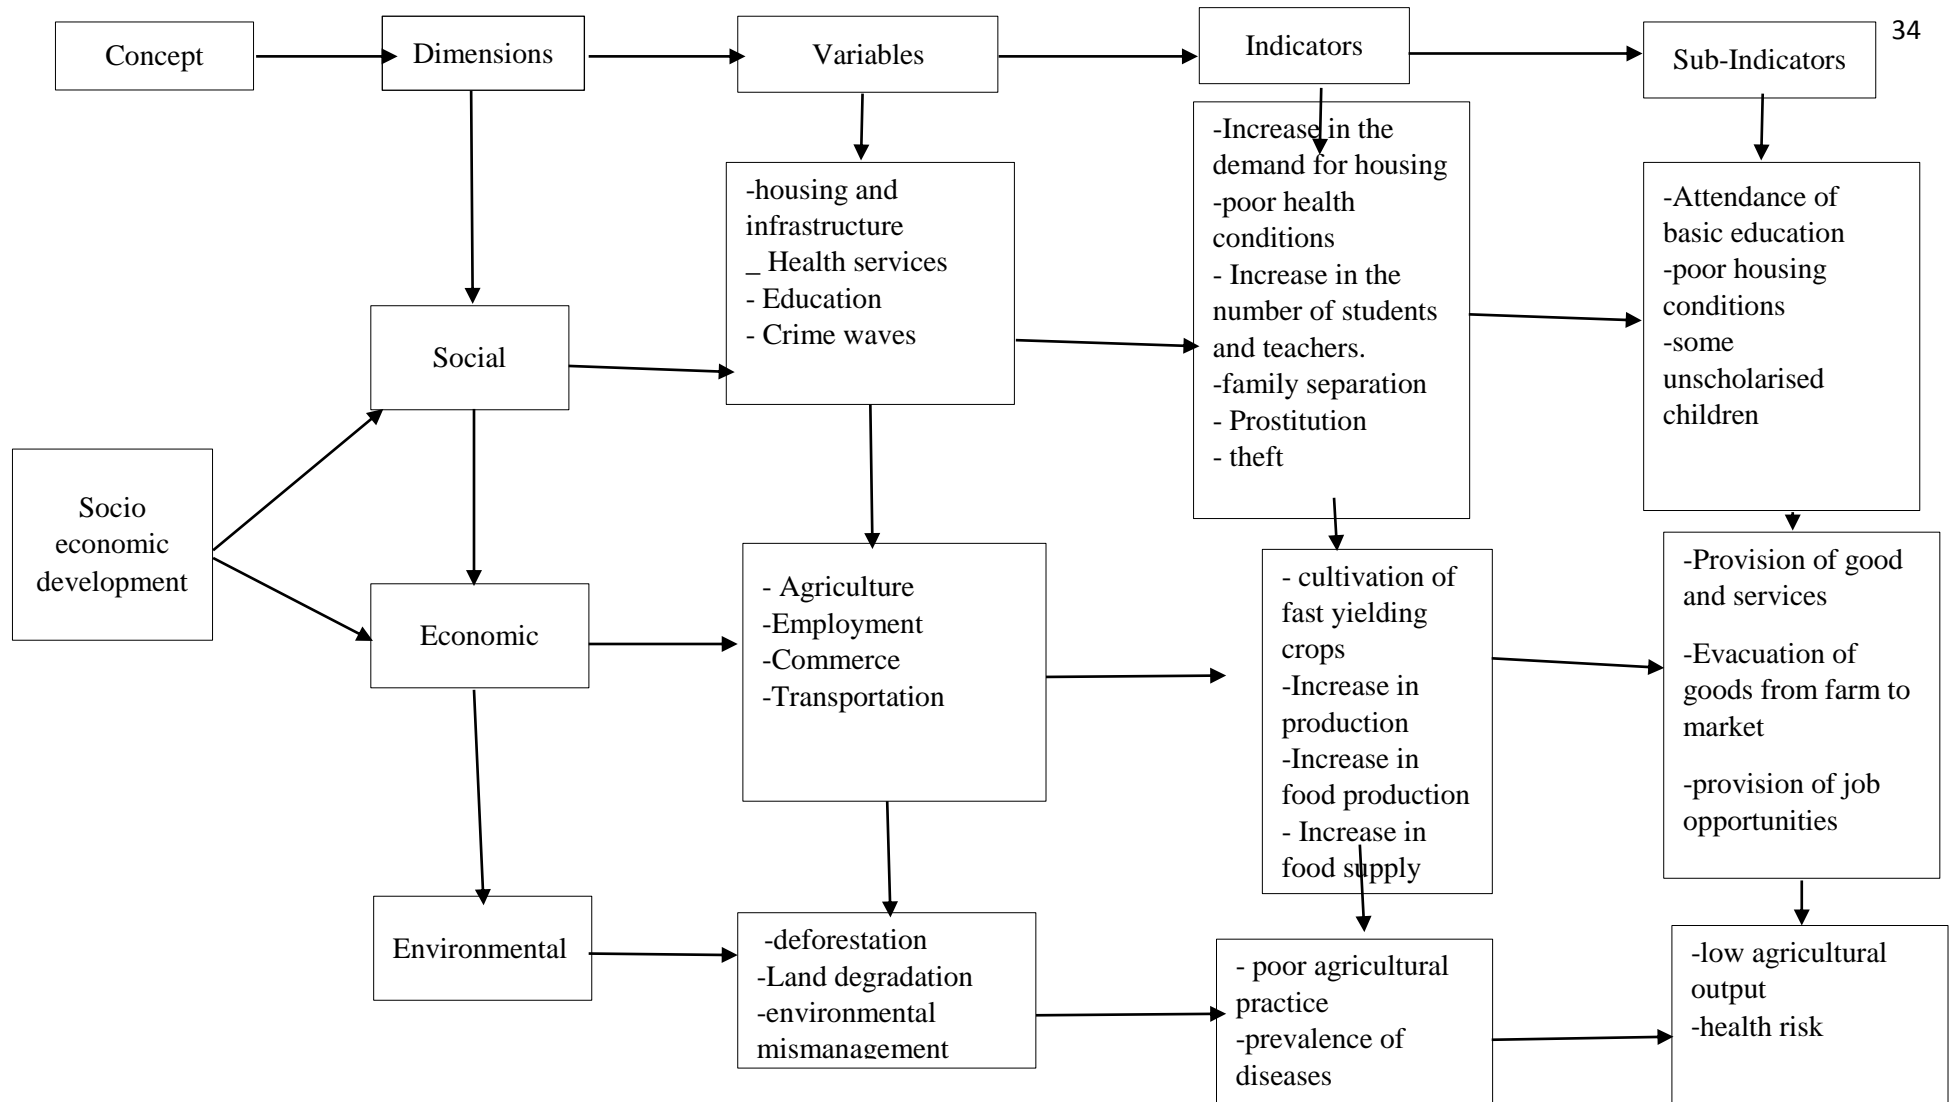 34
Concept
Dimensions
Variables
Indicators
Sub-Indicators
Socio
economic
development
Social
-housing and
infrastructure
_ Health services
- Education
- Crime waves
-Increase in the
demand for housing
-poor health
conditions
- Increase in the
number of students
and teachers.
-family separation
- Prostitution
- theft
-Attendance of
basic education
-poor housing
conditions
-some
unscholarised
children
Economic
- Agriculture
-Employment
-Commerce
-Transportation
- cultivation of
fast yielding
crops
-Increase in
production
-Increase in
food production
- Increase in
food supply
-Provision of good
and services
-Evacuation of
goods from farm to
market
-provision of job
opportunities
Environmental
-deforestation
-Land degradation
-environmental
mismanagement
- poor agricultural
practice
-prevalence of
diseases
-low agricultural
output
-health risk